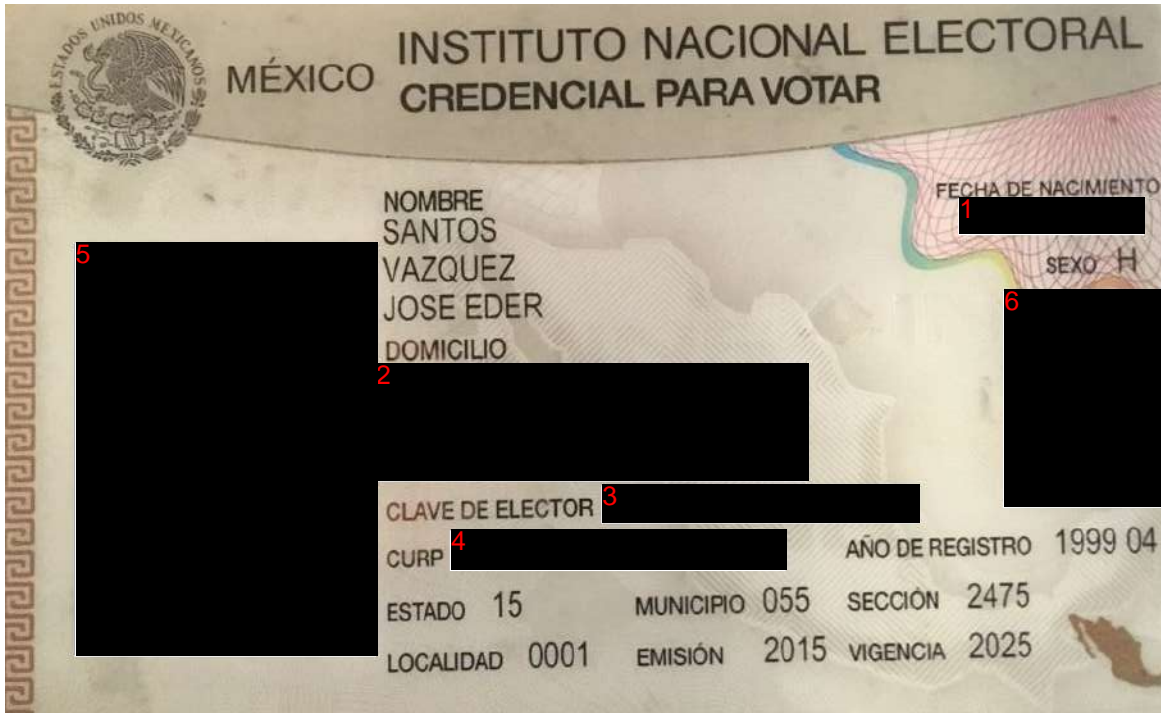 ESTADOS UNIDOS MEXICANOS
MÉXICO
INSTITUTO NACIONAL ELECTORAL
CREDENCIAL PARA VOTAR
FECHA DE NACIMIENTO
1
SEXO H
NOMBRE
SANTOS
VAZQUEZ
JOSE EDER
DOMICILIO
2
CLAVE DE ELECTOR 3
CURP 4
AÑO DE REGISTRO 1999 04
ESTADO 15 MUNICIPIO 055 SECCIÓN 2475
LOCALIDAD 0001 EMISIÓN 2015 VIGENCIA 2025
5
6